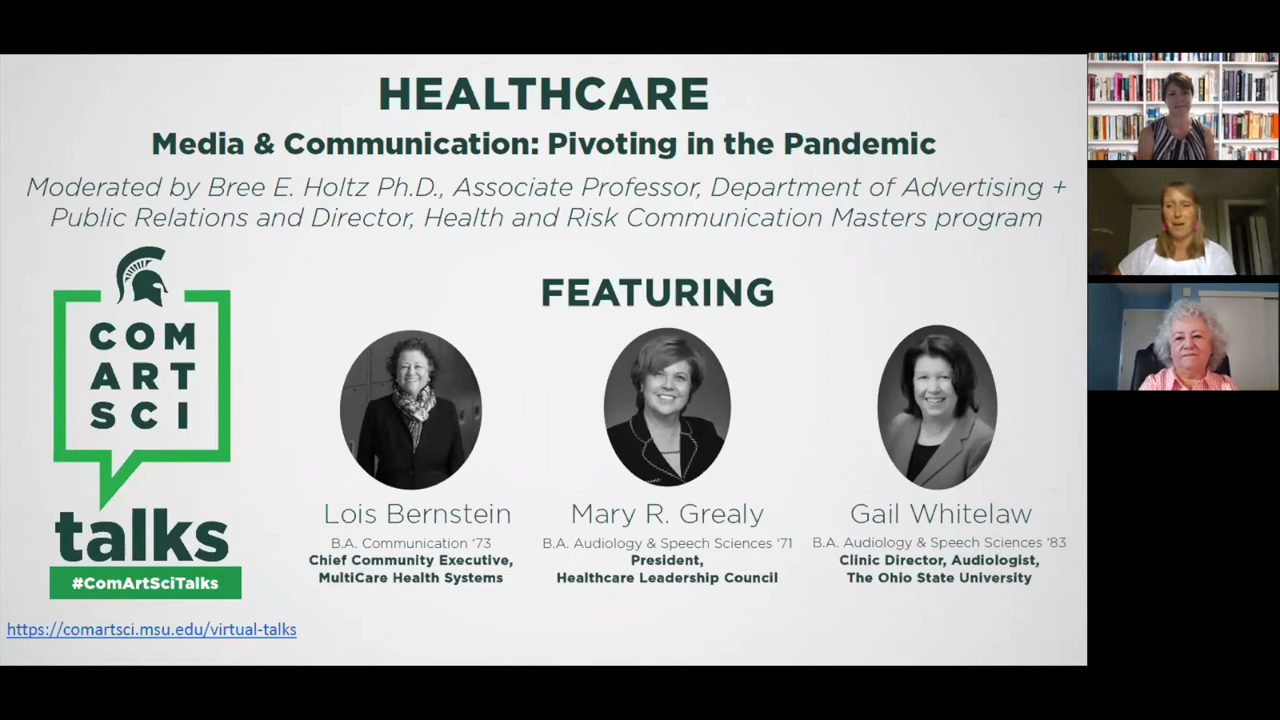 HEALTHCARE
Media & Communication: Pivoting in the Pandemic
Moderated by Bree E. Holtz Ph.D., Associate Professor, Department of Advertising +
Public Relations and Director, Health and Risk Communication Masters program
COM
ART
SCI
talks
#ComArtSciTalks
https://comartsci.msu.edu/virtual-talks
FEATURING
Lois Bernstein
B.A. Communication '73
Chief Community Executive,
MultiCare Health Systems
Mary R. Grealy
B.A. Audiology & Speech Sciences '71
President,
Healthcare Leadership Council
Gail Whitelaw
B.A. Audiology & Speech Sciences '83
Clinic Director, Audiologist,
The Ohio State University